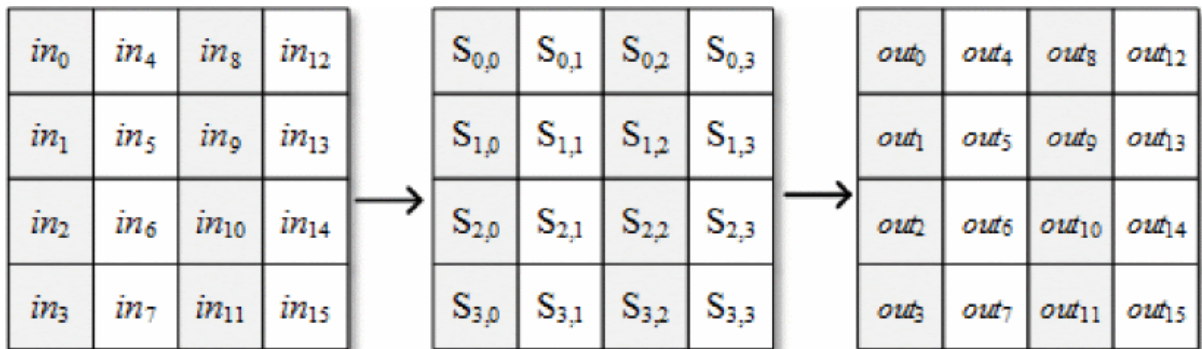 in₀ in₄ in₈ in₁₂ S₀,₀ S₀,₁ S₀,₂ S₀,₃ out₀ out₄ out₈ out₁₂
in₁ in₅ in₉ in₁₃ S₁,₀ S₁,₁ S₁,₂ S₁,₃ out₁ out₅ out₉ out₁₃
in₂ in₆ in₁₀ in₁₄ S₂,₀ S₂,₁ S₂,₂ S₂,₃ out₂ out₆ out₁₀ out₁₄
in₃ in₇ in₁₁ in₁₅ S₃,₀ S₃,₁ S₃,₂ S₃,₃ out₃ out₇ out₁₁ out₁₅